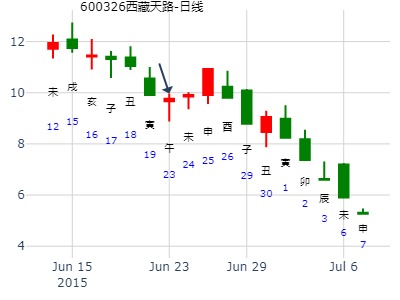 600326西藏天路-日线
12
10
8
6
4
未
戌
亥
子
丑
寅
午
未
申
酉
子
丑
寅
卯
辰
未
申
12
15
16
17
18
19
23
24
25
26
29
30
1
2
3
6
7
Jun 15
2015
Jun 23
Jun 29
Jul 6